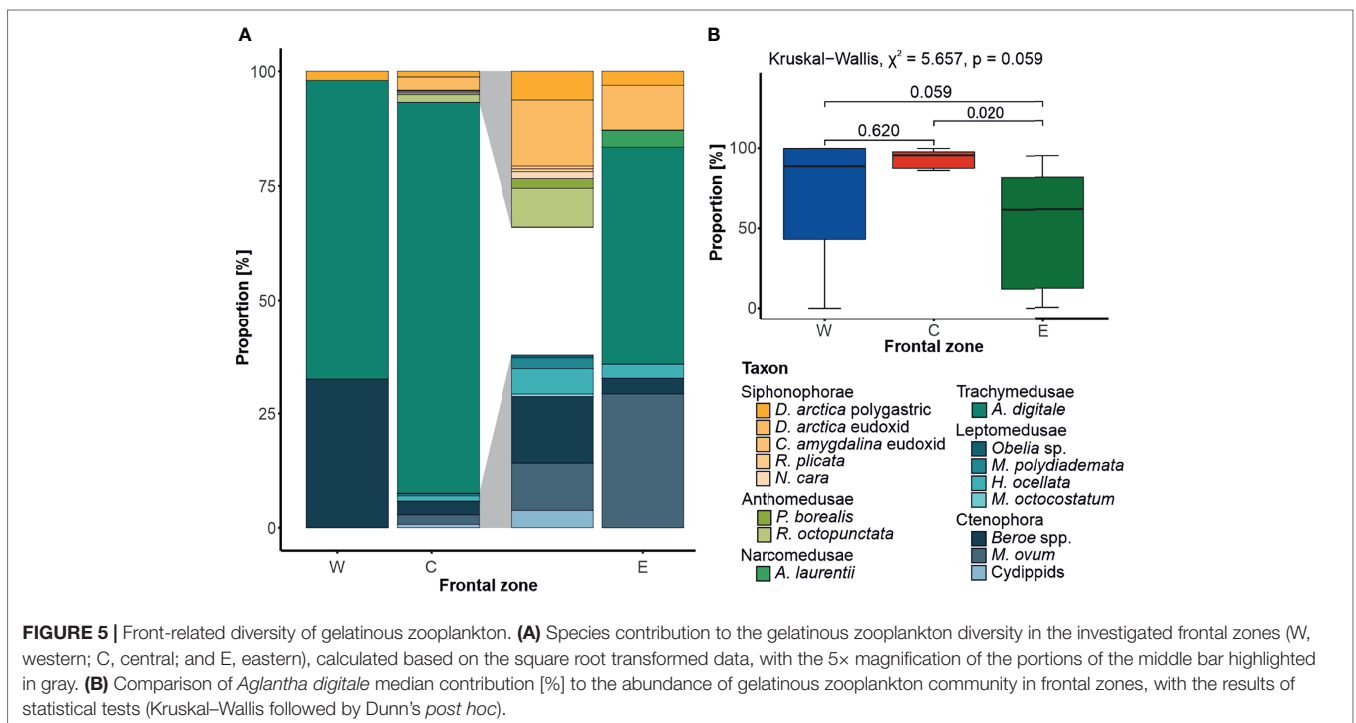 A
100
75
50
25
0
Proportion [%]
W
C
E
Frontal zone
B
Kruskal–Wallis, χ² = 5.657, p = 0.059
0.059
0.020
0.620
100
50
0
Proportion [%]
W
C
E
Frontal zone
Taxon
Siphonophorae
D. arctica polygastric
D. arctica eudoxid
C. amygdalina eudoxid
R. plicata
N. cara
Anthomedusae
P. borealis
R. octopunctata
Narcomedusae
A. laurentii
Trachymedusae
A. digitale
Leptomedusae
Obelia sp.
M. polydiademata
H. ocellata
M. octocostatum
Ctenophora
Beroe spp.
M. ovum
Cydippids
FIGURE 5 | Front-related diversity of gelatinous zooplankton. (A) Species contribution to the gelatinous zooplankton diversity in the investigated frontal zones (W,
western; C, central; and E, eastern), calculated based on the square root transformed data, with the 5× magnification of the portions of the middle bar highlighted
in gray. (B) Comparison of Aglantha digitale median contribution [%] to the abundance of gelatinous zooplankton community in frontal zones, with the results of
statistical tests (Kruskal–Wallis followed by Dunn's post hoc).